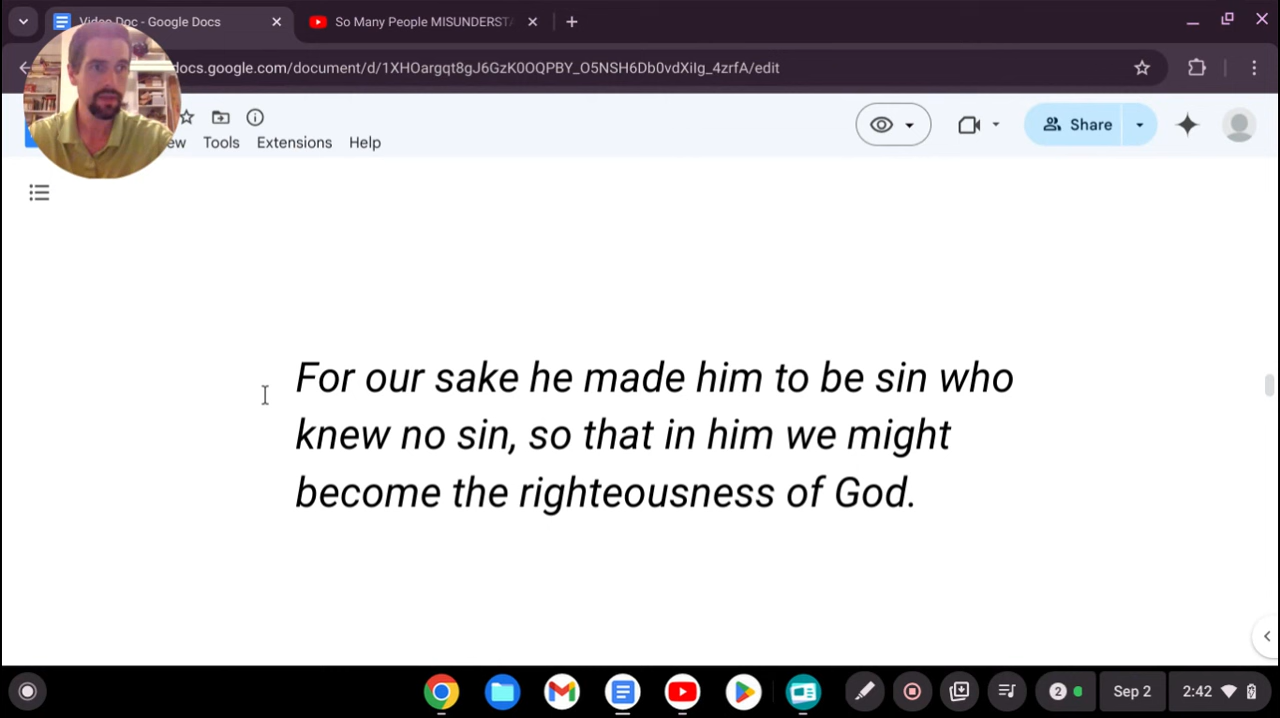 Video Doc - Google Docs
So Many People MISUNDERST
docs.google.com/document/d/1XHOargqt8gJ6GzK0OQPBY_O5NSH6Db0vdXiIg_4zrfA/edit
Tools Extensions Help
Share
For our sake he made him to be sin who
knew no sin, so that in him we might
become the righteousness of God.
2
Sep 2
2:42